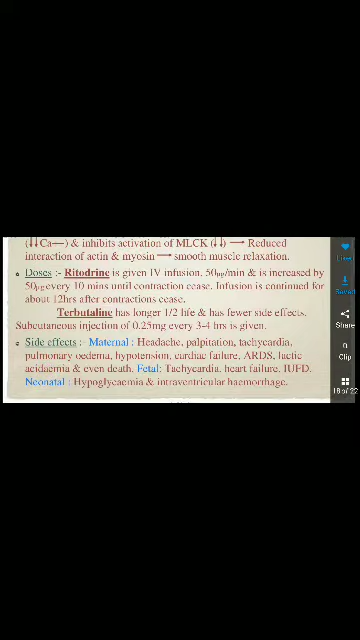 (↓↓Ca—) & inhibits activation of MLCK (↓↓) → Reduced
interaction of actin & myosin → smooth muscle relaxation.
Doses :- Ritodrine is given IV infusion, 50µg/min & is increased by
50µg every 10 mins until contraction cease. Infusion is continued for
about 12hrs after contractions cease.
Terbutaline has longer 1/2 life & has fewer side effects.
Subcutaneous injection of 0.25mg every 3-4 hrs is given.
Side effects :- Maternal : Headache, palpitation, tachycardia,
pulmonary oedema, hypotension, cardiac failure, ARDS, lactic
acidaemia & even death. Fetal: Tachycardia, heart failure, IUFD.
Neonatal : Hypoglycaemia & intraventricular haemorrhage.
Share
Clip
18 of 22